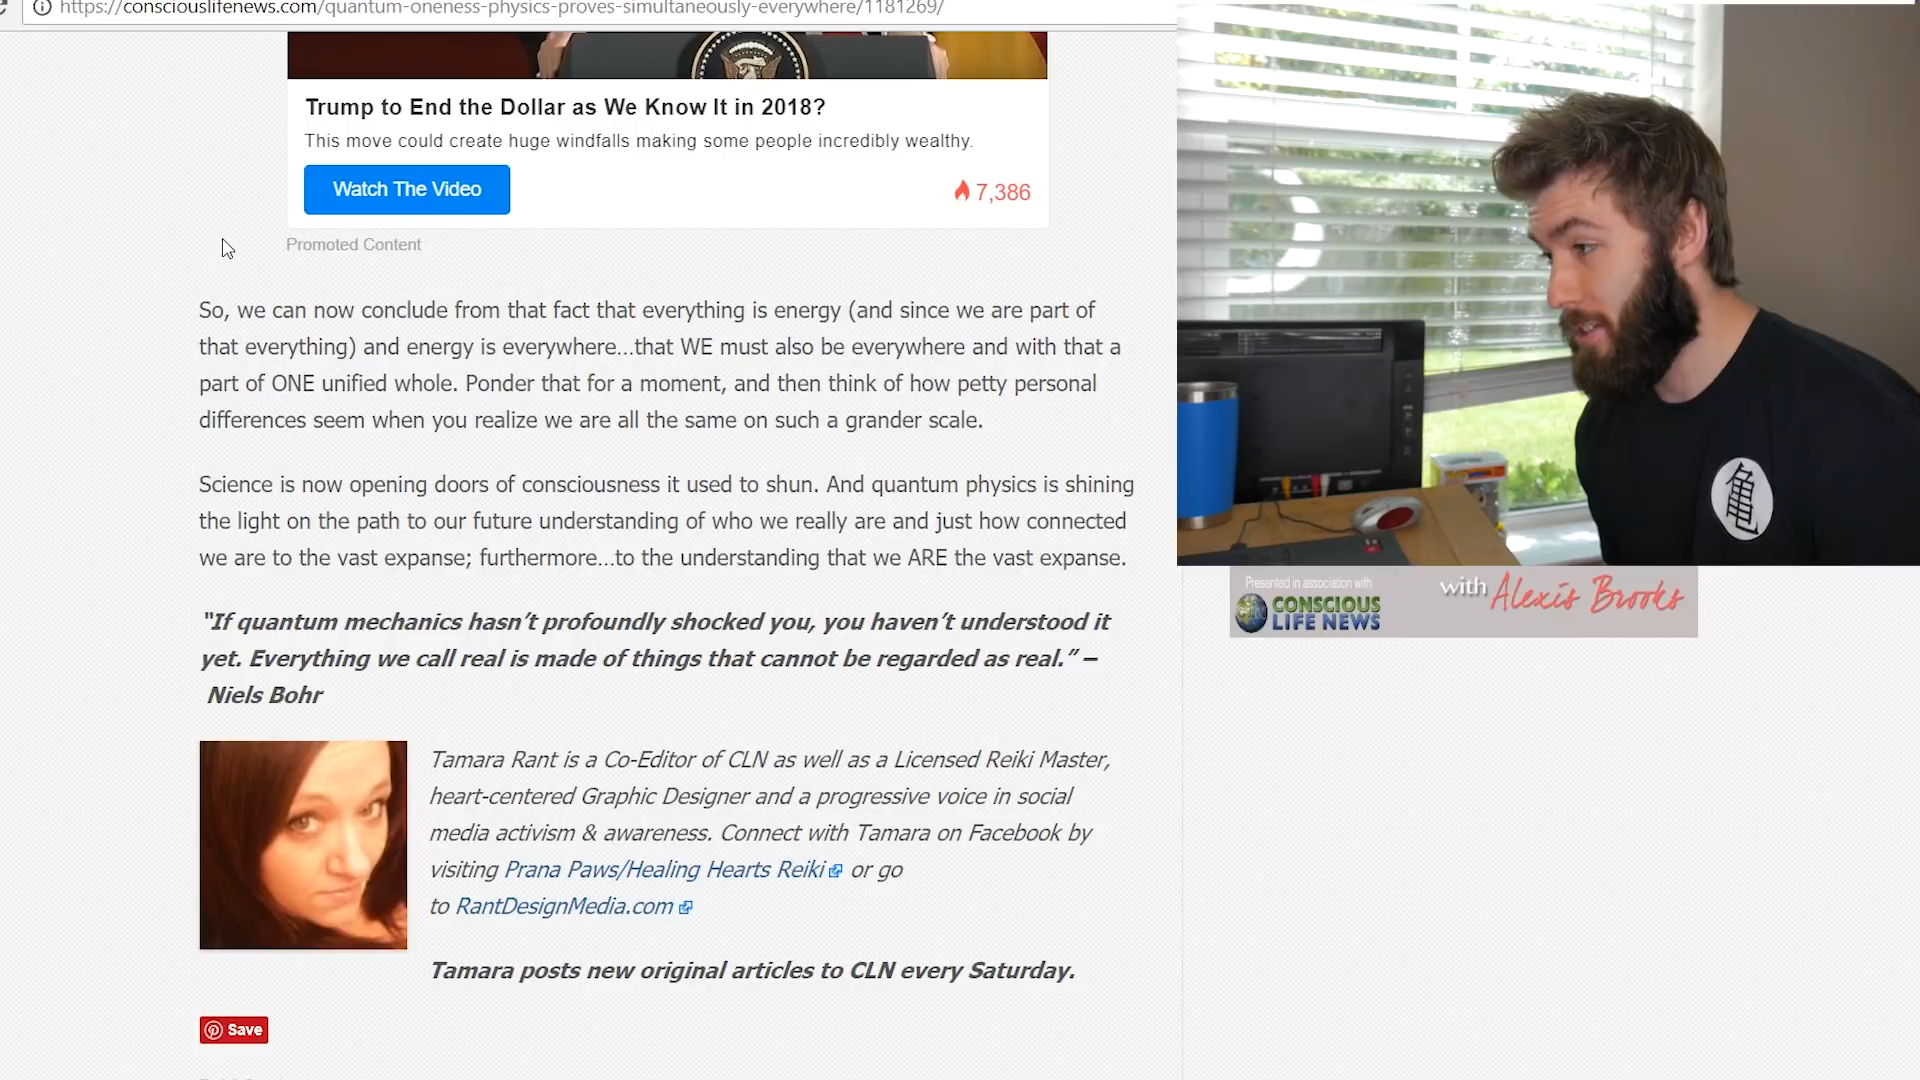 https://consciouslifenews.com/quantum-oneness-physics-proves-simultaneously-everywhere/1181269/
Trump to End the Dollar as We Know It in 2018?
This move could create huge windfalls making some people incredibly wealthy.
Watch The Video
7,386
Promoted Content
So, we can now conclude from that fact that everything is energy (and since we are part of
that everything) and energy is everywhere…that WE must also be everywhere and with that a
part of ONE unified whole. Ponder that for a moment, and then think of how petty personal
differences seem when you realize we are all the same on such a grander scale.
Science is now opening doors of consciousness it used to shun. And quantum physics is shining
the light on the path to our future understanding of who we really are and just how connected
we are to the vast expanse; furthermore…to the understanding that we ARE the vast expanse.
“If quantum mechanics hasn’t profoundly shocked you, you haven’t understood it
yet. Everything we call real is made of things that cannot be regarded as real.” –
Niels Bohr
Tamara Rant is a Co-Editor of CLN as well as a Licensed Reiki Master,
heart-centered Graphic Designer and a progressive voice in social
media activism & awareness. Connect with Tamara on Facebook by
visiting Prana Paws/Healing Hearts Reiki or go
to RantDesignMedia.com
Tamara posts new original articles to CLN every Saturday.
Save
亀
Presented in association with
CONSCIOUS
LIFE NEWS
with Alexis Brooks